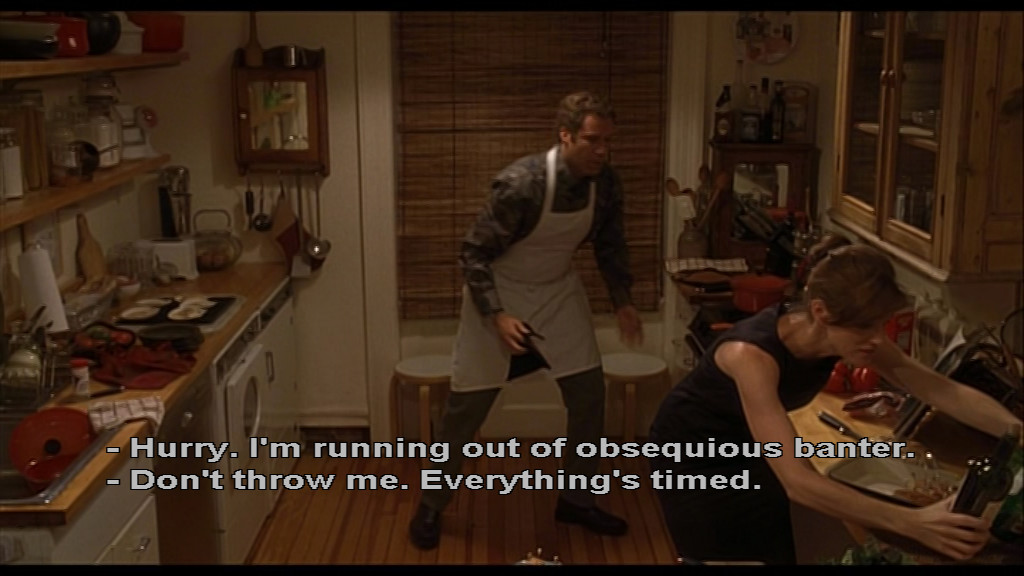 - Hurry. I'm running out of obsequious banter.
- Don't throw me. Everything's timed.